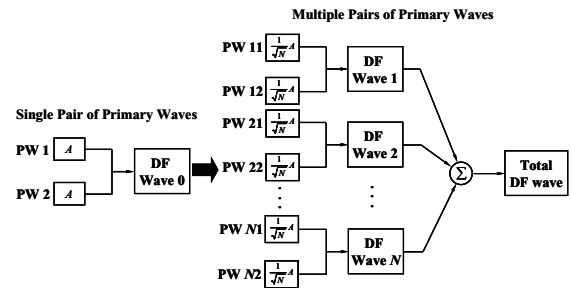 Multiple Pairs of Primary Waves
PW 11
1/√N A
PW 12
1/√N A
DF
Wave 1
Single Pair of Primary Waves
PW 1
A
PW 2
A
DF
Wave 0
PW 21
1/√N A
PW 22
1/√N A
DF
Wave 2
Σ
Total
DF wave
PW N1
1/√N A
PW N2
1/√N A
DF
Wave N